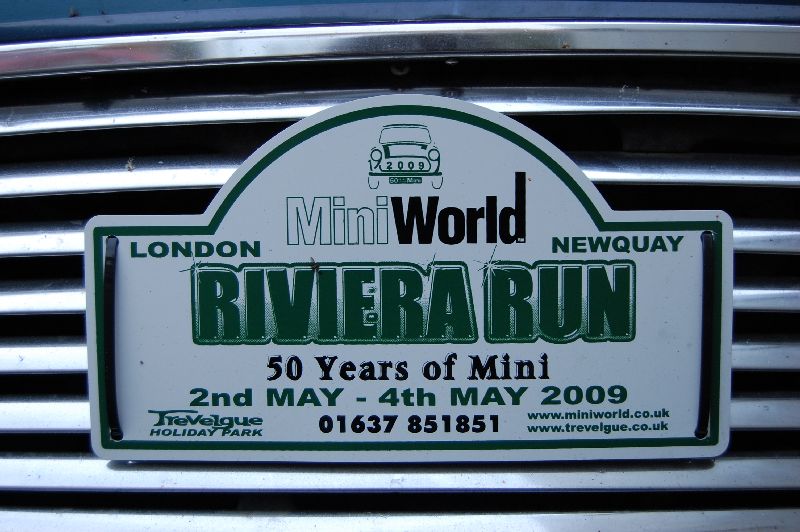 2009
MiniWorld
LONDON
NEWQUAY
RIVIERA RUN
50 Years of Mini
2nd MAY - 4th MAY 2009
Trevelgue
HOLIDAY PARK
01637 851851
www.miniworld.co.uk
www.trevelgue.co.uk